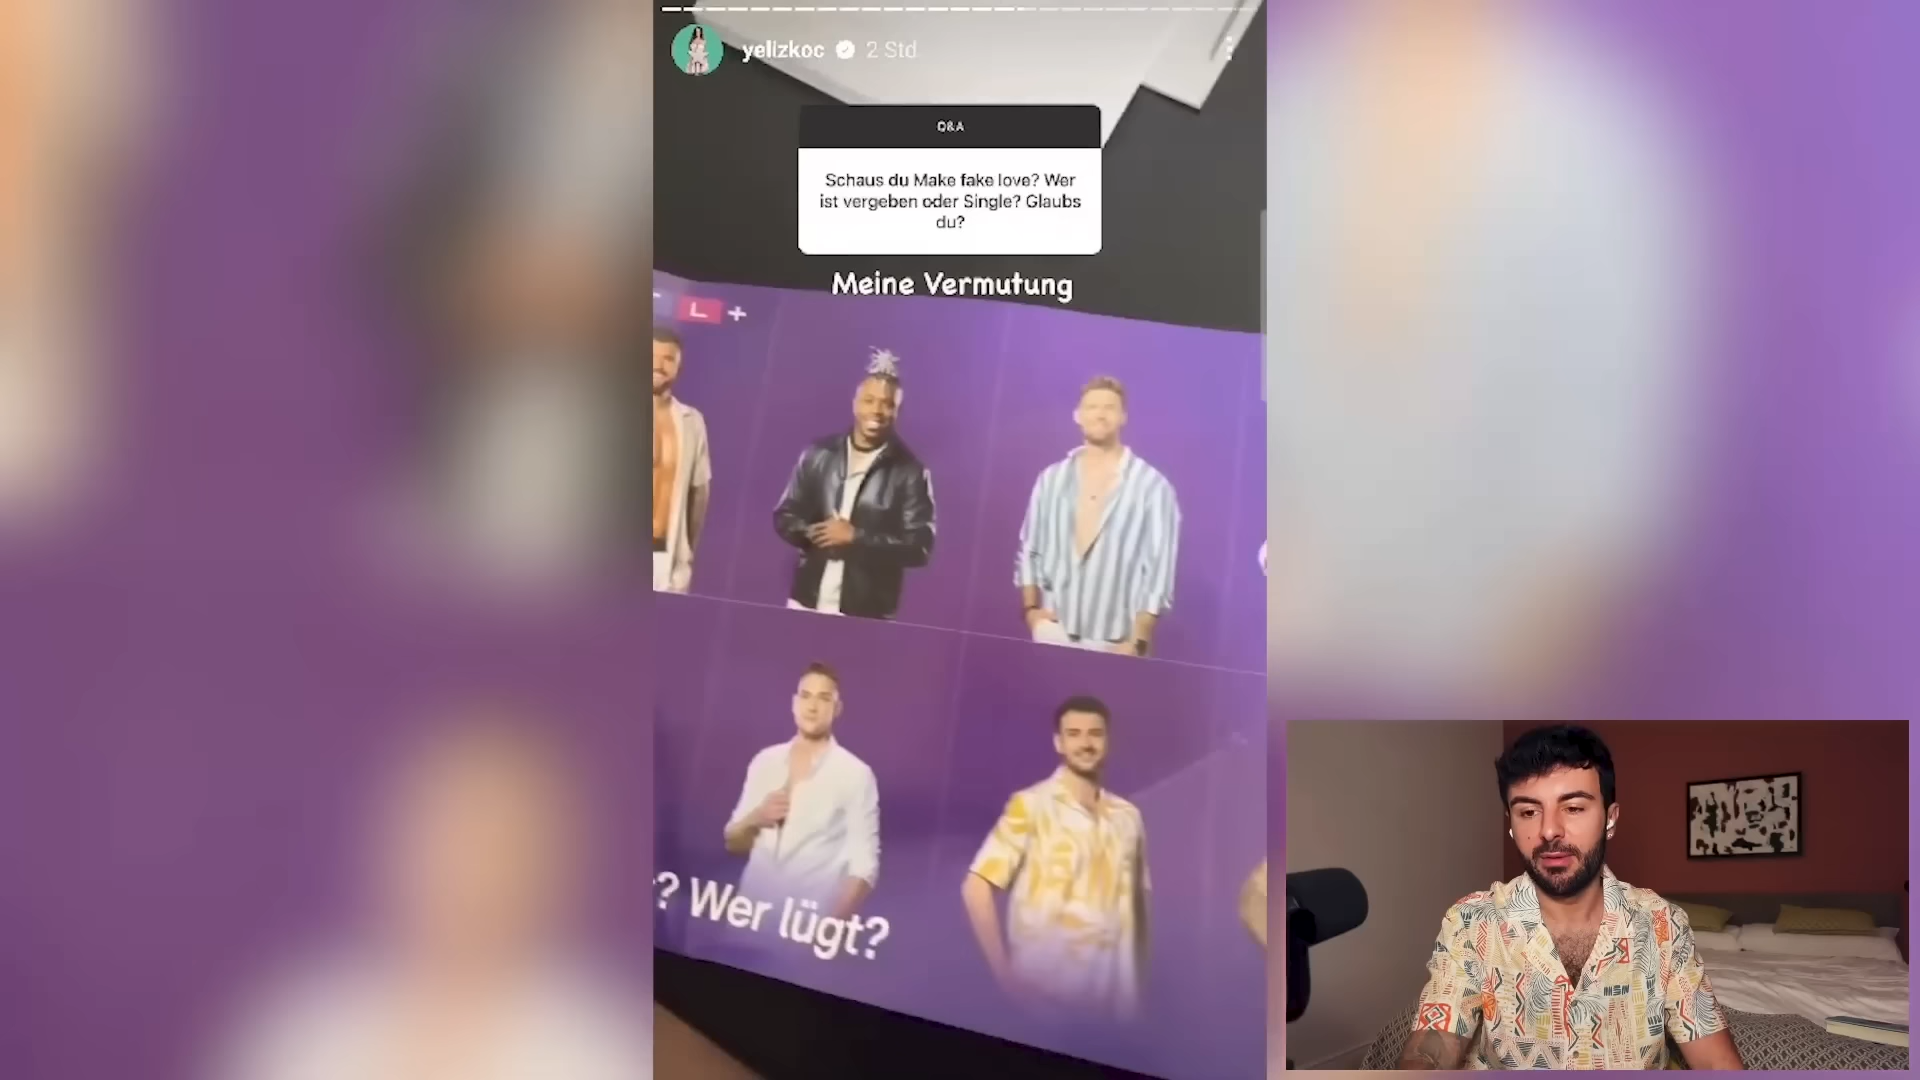 yelizkoc 2 Std
Q&A
Schaus du Make fake love? Wer
ist vergeben oder Single? Glaubs
du?
Meine Vermutung
L +
? Wer lügt?